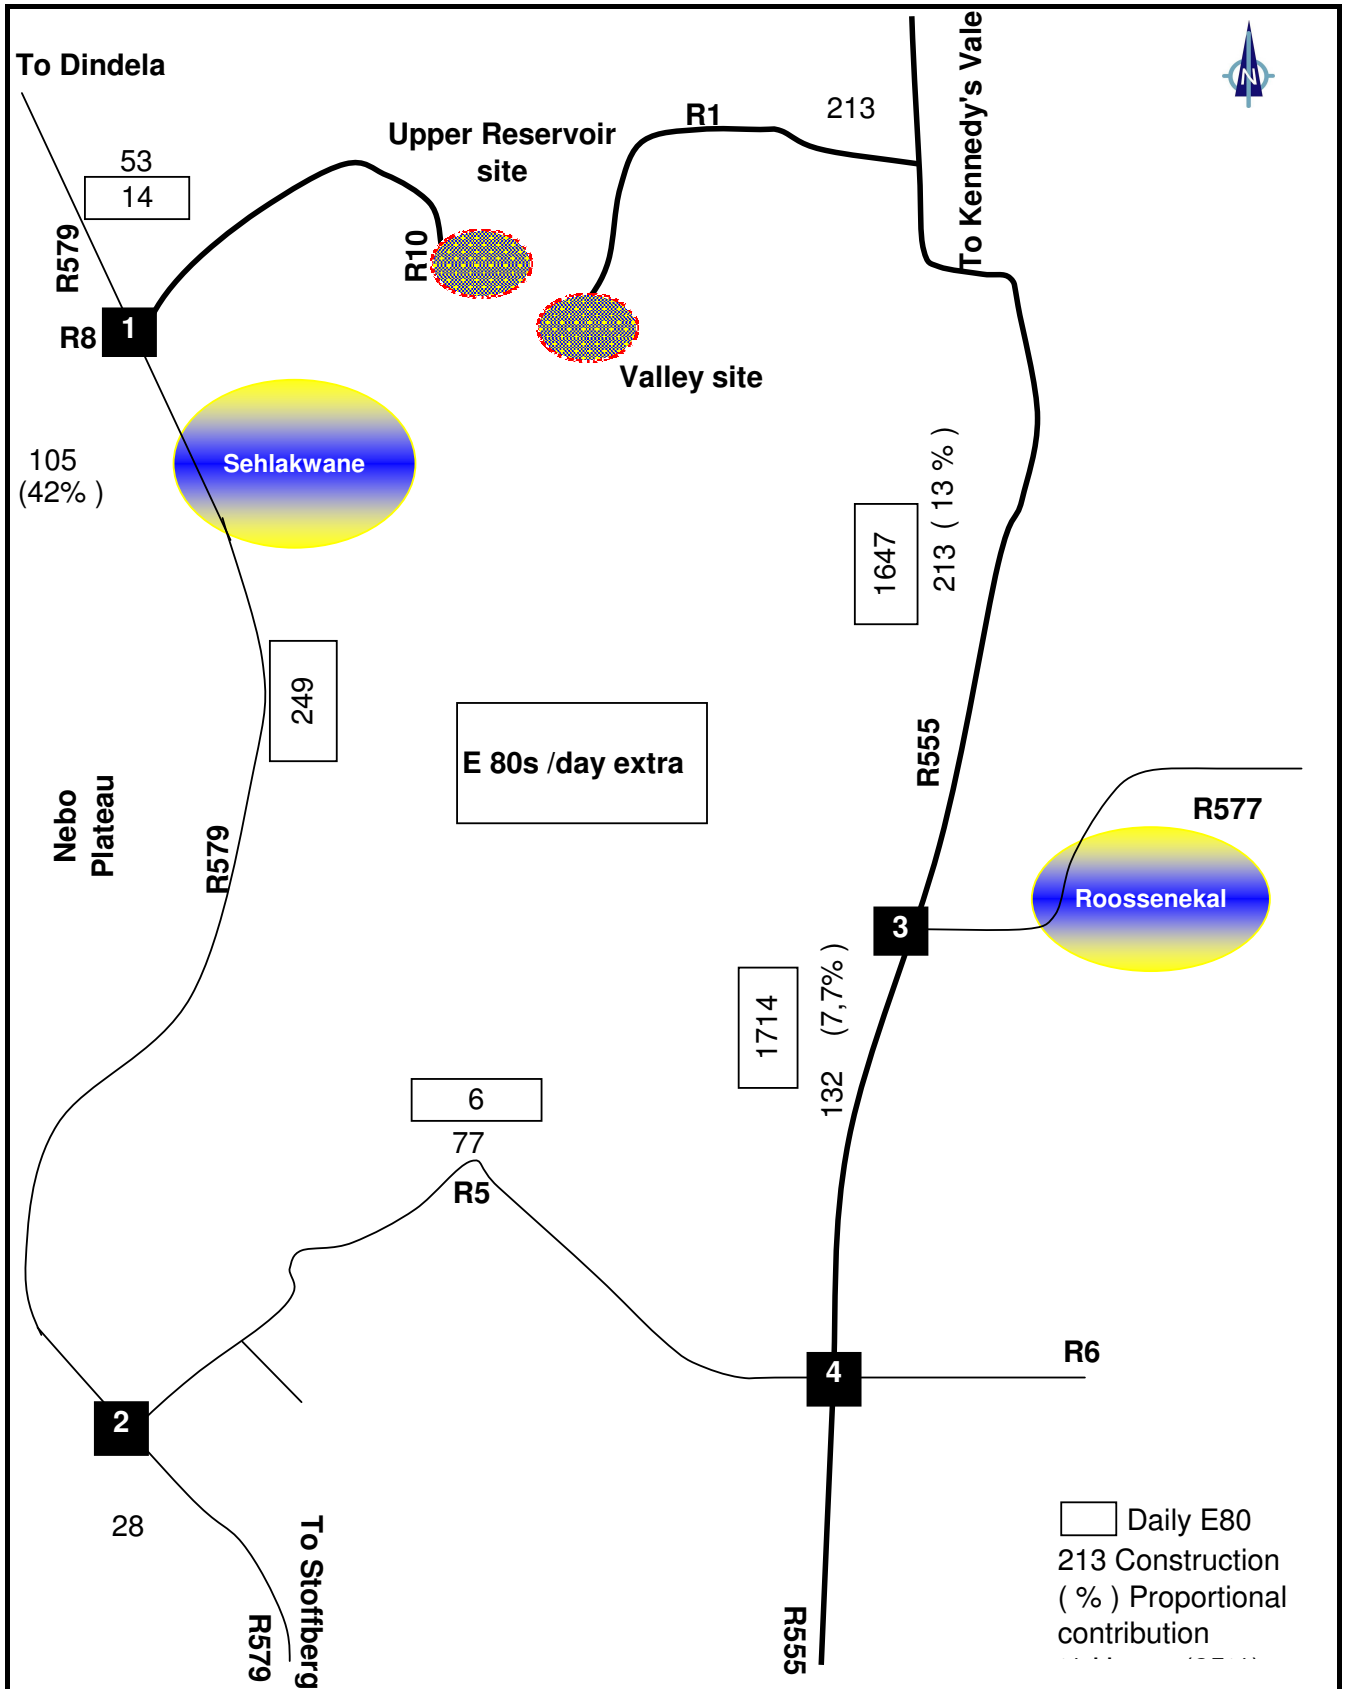 To Dindela
53
14
R579
R8
1
R10
Upper Reservoir
site
R1
213
To Kennedy's Vale
N
Valley site
Sehlakwane
105
(42% )
249
1647
213 ( 13 % )
E 80s /day extra
R555
Nebo
Plateau
R579
R577
Roossenekal
3
1714
132 (7,7% )
6
77
R5
R6
4
2
28
To Stoffberg
R579
R555
Daily E80
213 Construction
( % ) Proportional
contribution